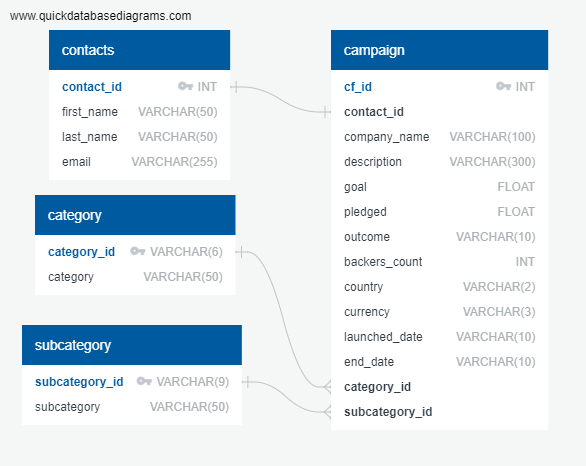 www.quickdatabasediagrams.com
contacts
contact_id INT
first_name VARCHAR(50)
last_name VARCHAR(50)
email VARCHAR(255)
category
category_id VARCHAR(6)
category VARCHAR(50)
subcategory
subcategory_id VARCHAR(9)
subcategory VARCHAR(50)
campaign
cf_id INT
contact_id
company_name VARCHAR(100)
description VARCHAR(300)
goal FLOAT
pledged FLOAT
outcome VARCHAR(10)
backers_count INT
country VARCHAR(2)
currency VARCHAR(3)
launched_date VARCHAR(10)
end_date VARCHAR(10)
category_id
subcategory_id